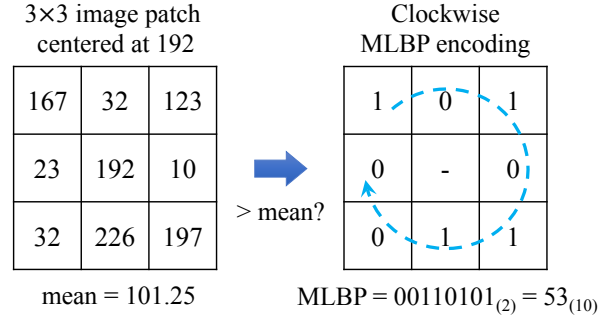 3×3 image patch
centered at 192
167 32 123
23 192 10
32 226 197
mean = 101.25
> mean?
Clockwise
MLBP encoding
1 0 1
0 - 0
0 1 1
MLBP = 00110101(2) = 53(10)